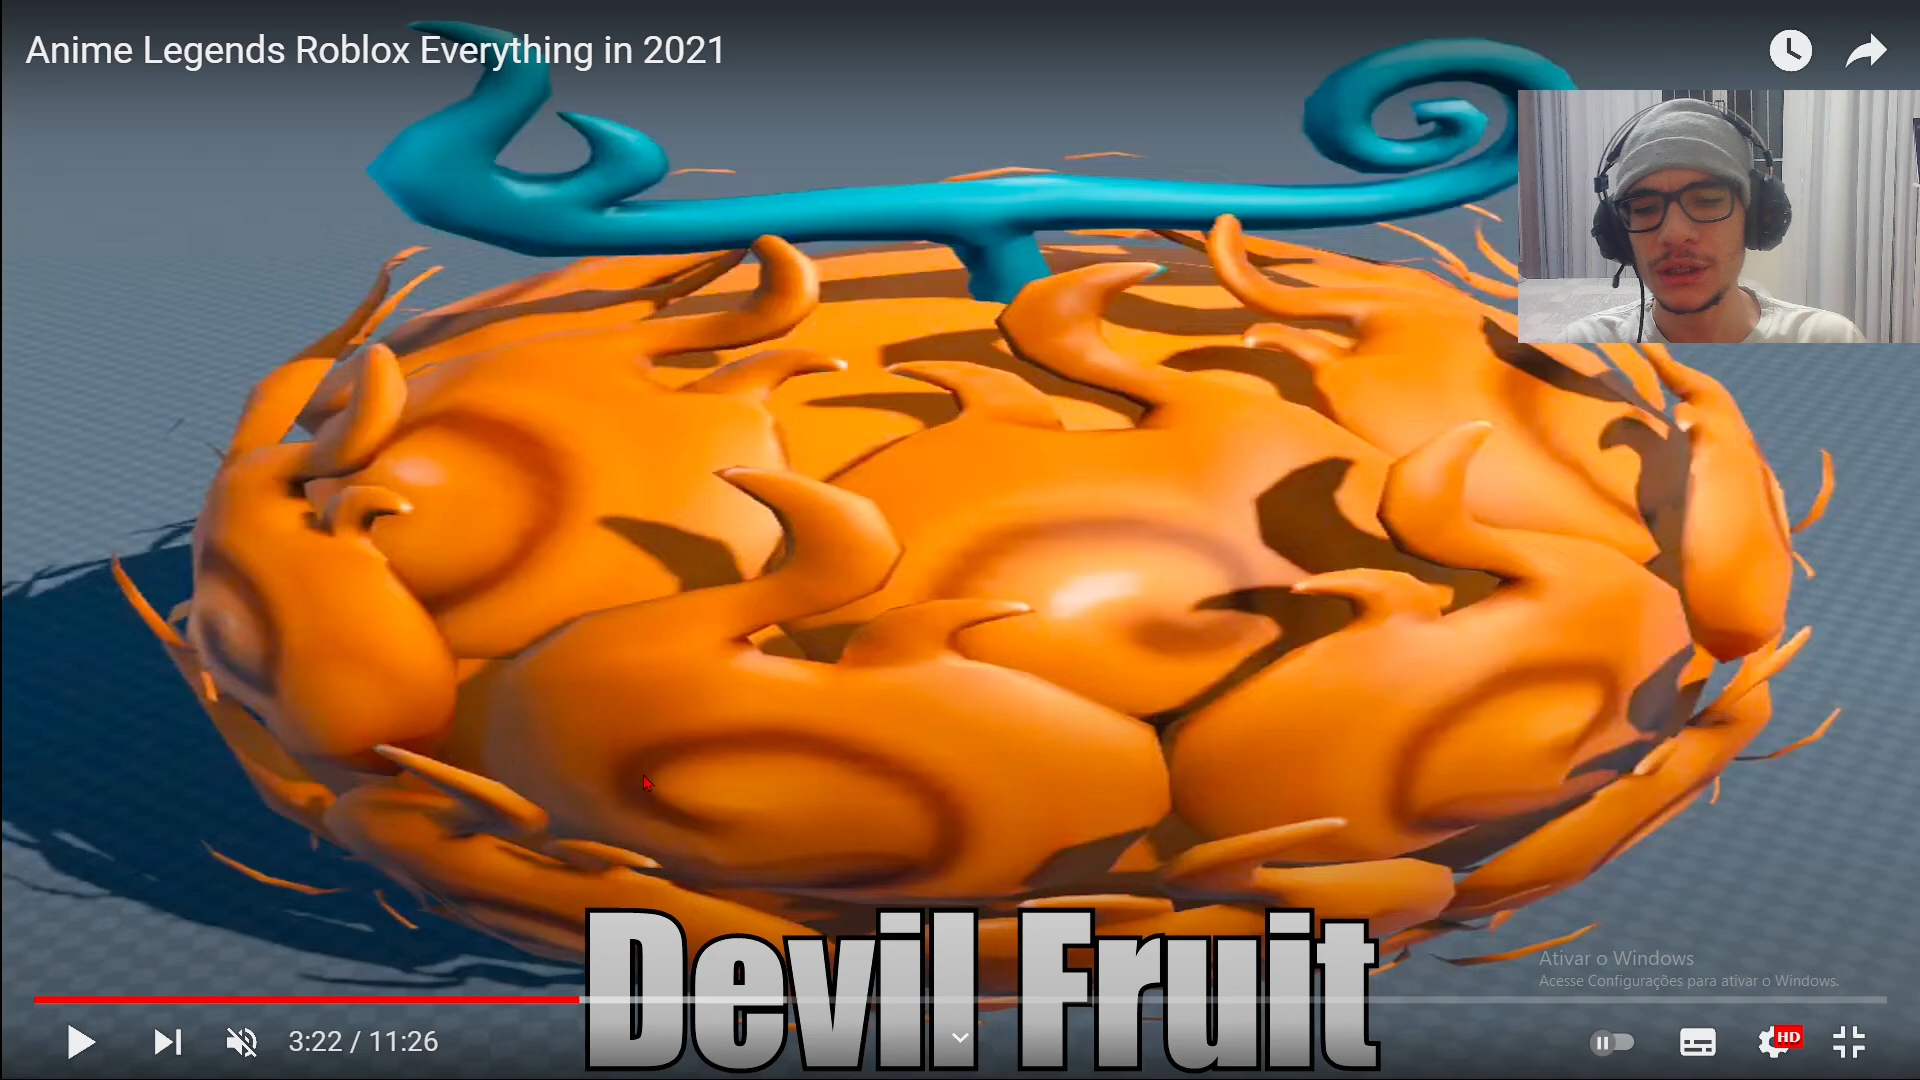 Anime Legends Roblox Everything in 2021
Devil Fruit
Ativar o Windows
Acesse Configurações para ativar o Windows.
3:22 / 11:26
HD